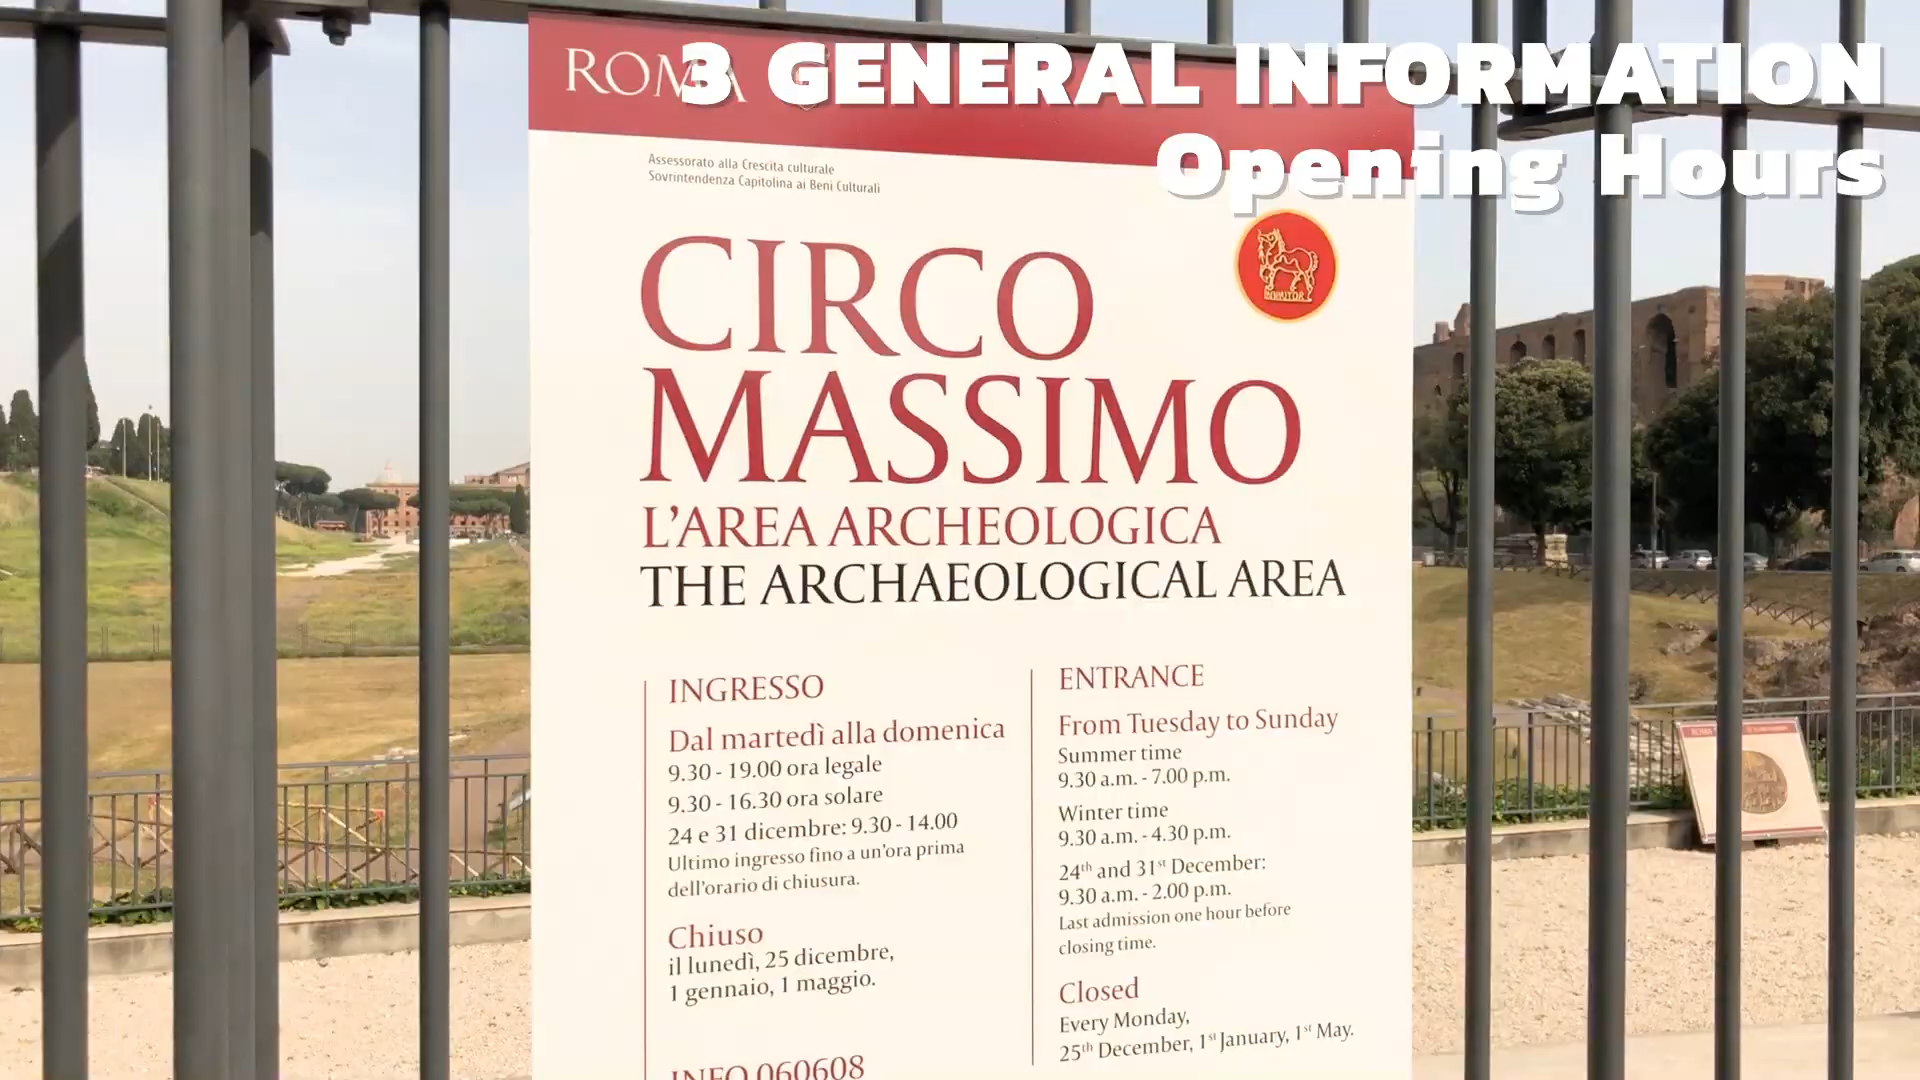 3 GENERAL INFORMATION
Opening Hours
ROMA
Assessorato alla Crescita culturale
Sovrintendenza Capitolina ai Beni Culturali
CIRCO
MASSIMO
L'AREA ARCHEOLOGICA
THE ARCHAEOLOGICAL AREA
INGRESSO
Dal martedì alla domenica
9.30 - 19.00 ora legale
9.30 - 16.30 ora solare
24 e 31 dicembre: 9.30 - 14.00
Ultimo ingresso fino a un'ora prima
dell'orario di chiusura.
Chiuso
il lunedì, 25 dicembre,
1 gennaio, 1 maggio.
INFO 060608
ENTRANCE
From Tuesday to Sunday
Summer time
9.30 a.m. - 7.00 p.m.
Winter time
9.30 a.m. - 4.30 p.m.
24th and 31st December:
9.30 a.m. - 2.00 p.m.
Last admission one hour before
closing time.
Closed
Every Monday,
25th December, 1st January, 1st May.